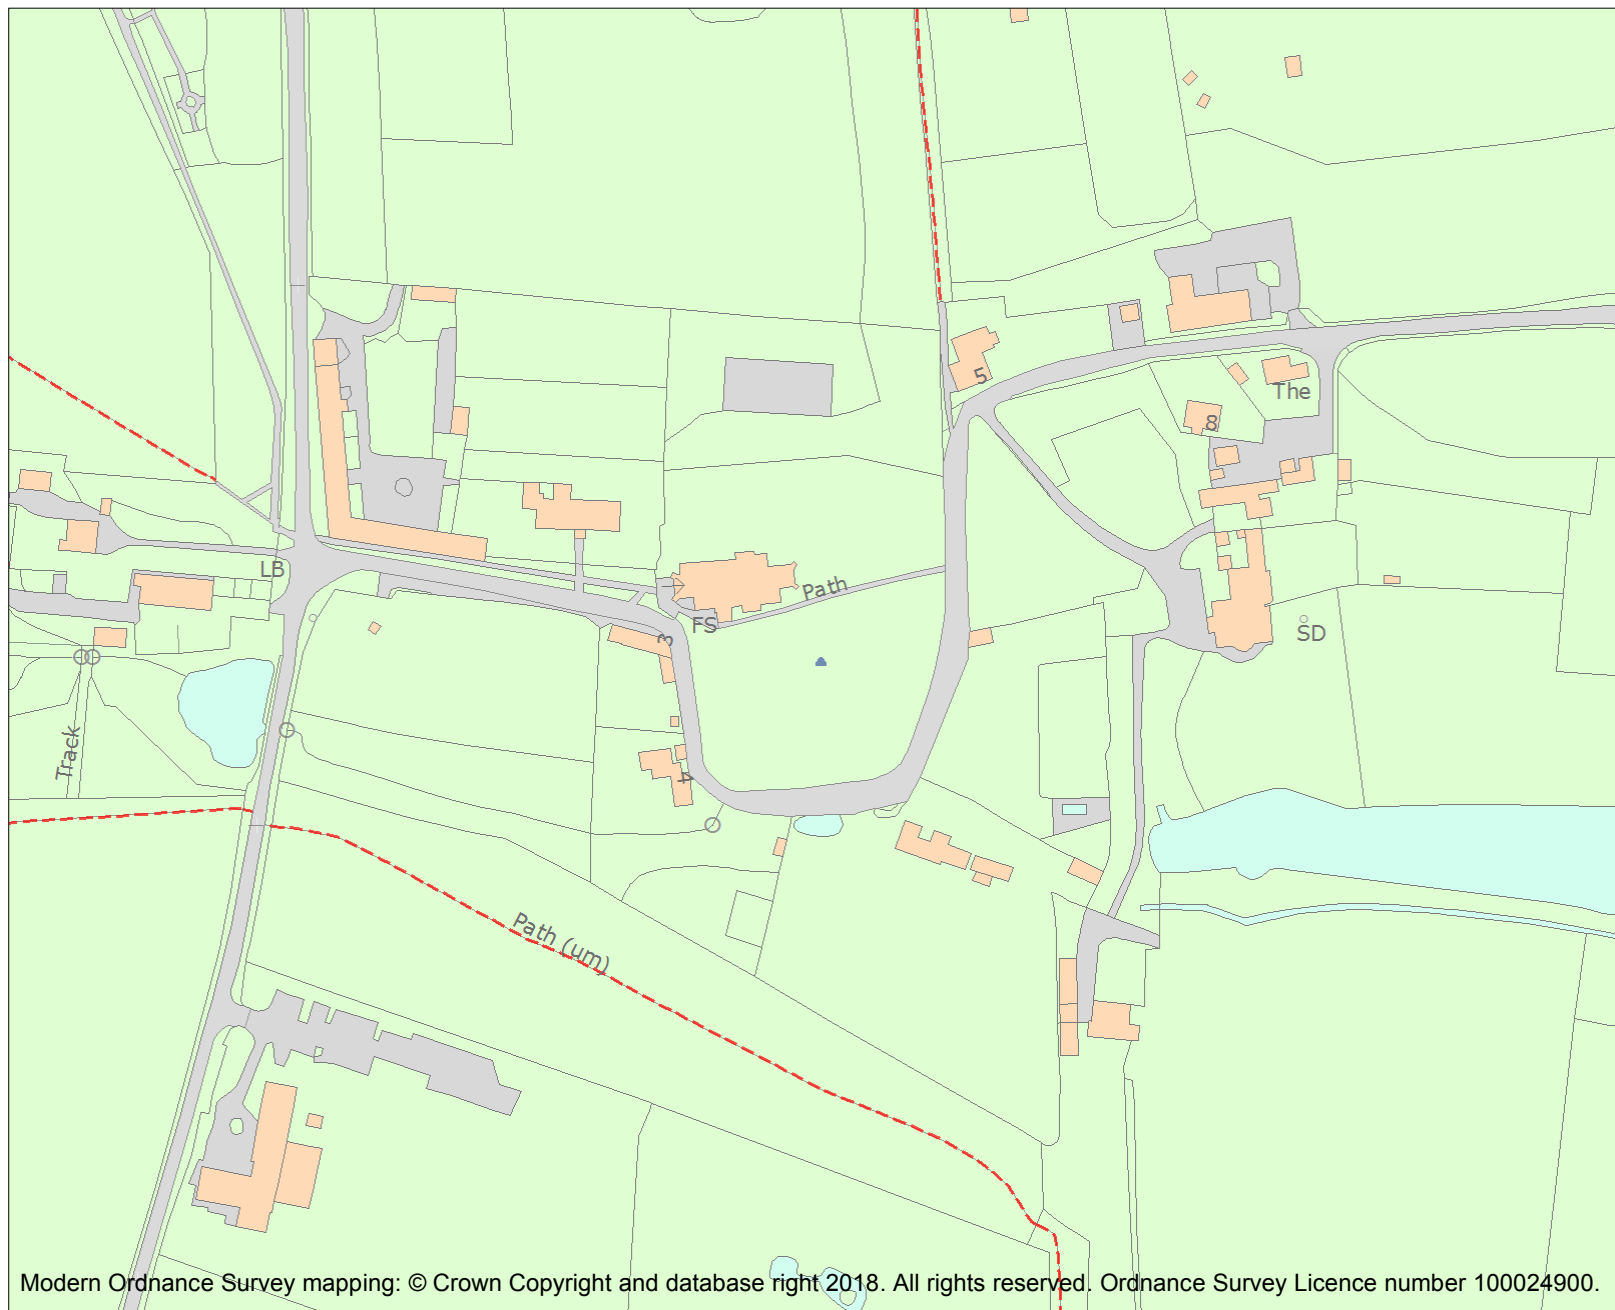 5
The
8
LB
Path
FS
3
SD
Track
4
Path (um)
Modern Ordnance Survey mapping: © Crown Copyright and database right 2018. All rights reserved. Ordnance Survey Licence number 100024900.